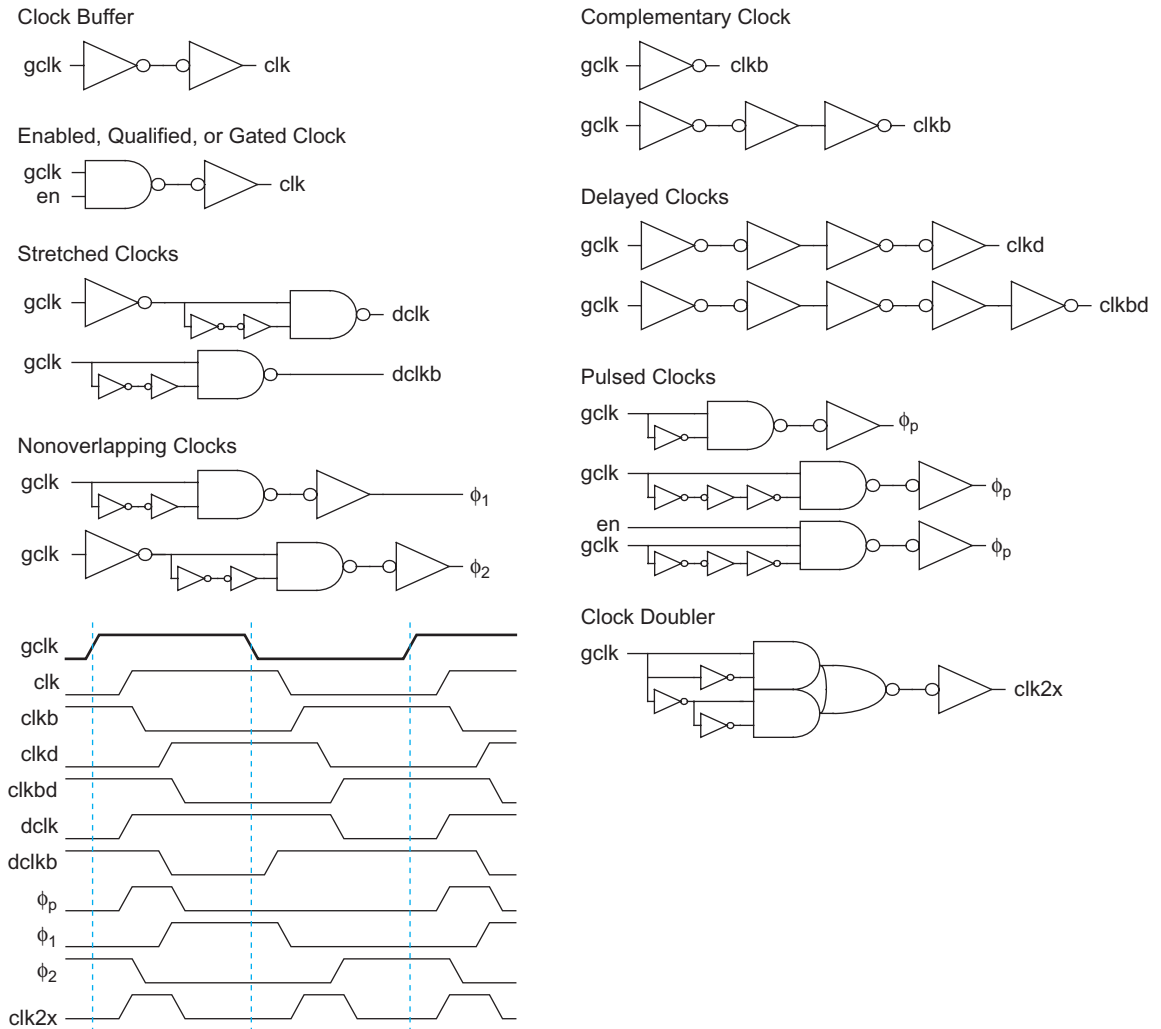 Clock Buffer
gclk
clk
Enabled, Qualified, or Gated Clock
gclk
en
clk
Stretched Clocks
gclk
dclk
gclk
dclkb
Nonoverlapping Clocks
gclk
ϕ1
gclk
ϕ2
gclk
clk
clkb
clkd
clkbd
dclk
dclkb
ϕp
ϕ1
ϕ2
clk2x
Complementary Clock
gclk
clkb
gclk
clkb
Delayed Clocks
gclk
clkd
gclk
clkbd
Pulsed Clocks
gclk
ϕp
gclk
ϕp
en
gclk
ϕp
Clock Doubler
gclk
clk2x